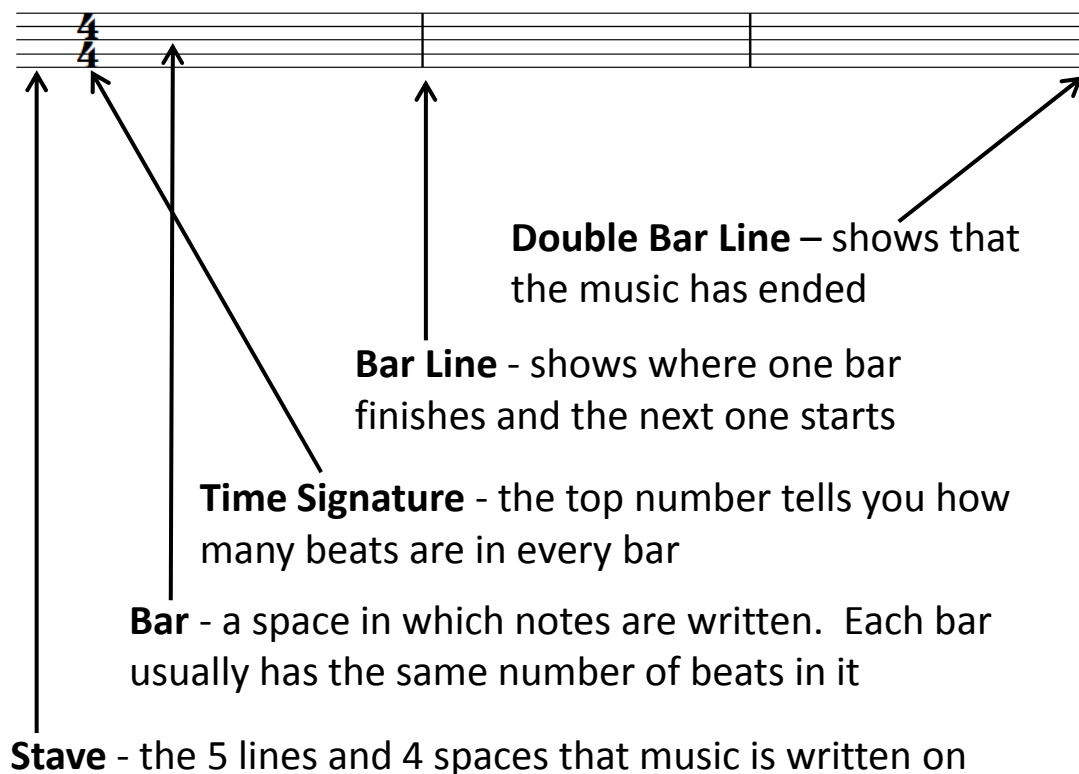 4
4
Double Bar Line – shows that
the music has ended
Bar Line - shows where one bar
finishes and the next one starts
Time Signature - the top number tells you how
many beats are in every bar
Bar - a space in which notes are written.  Each bar
usually has the same number of beats in it
Stave - the 5 lines and 4 spaces that music is written on